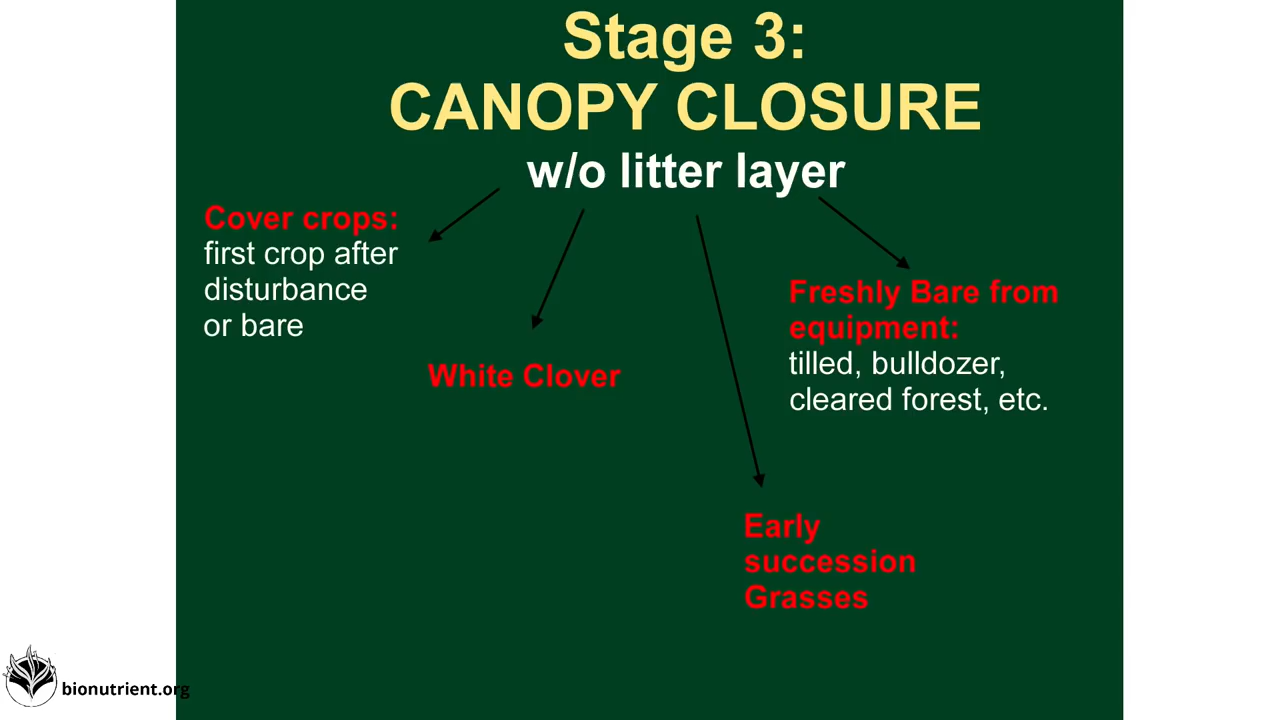 Stage 3:
CANOPY CLOSURE
w/o litter layer
Cover crops:
first crop after
disturbance
or bare
White Clover
Freshly Bare from
equipment:
tilled, bulldozer,
cleared forest, etc.
Early
succession
Grasses
bionutrient.org